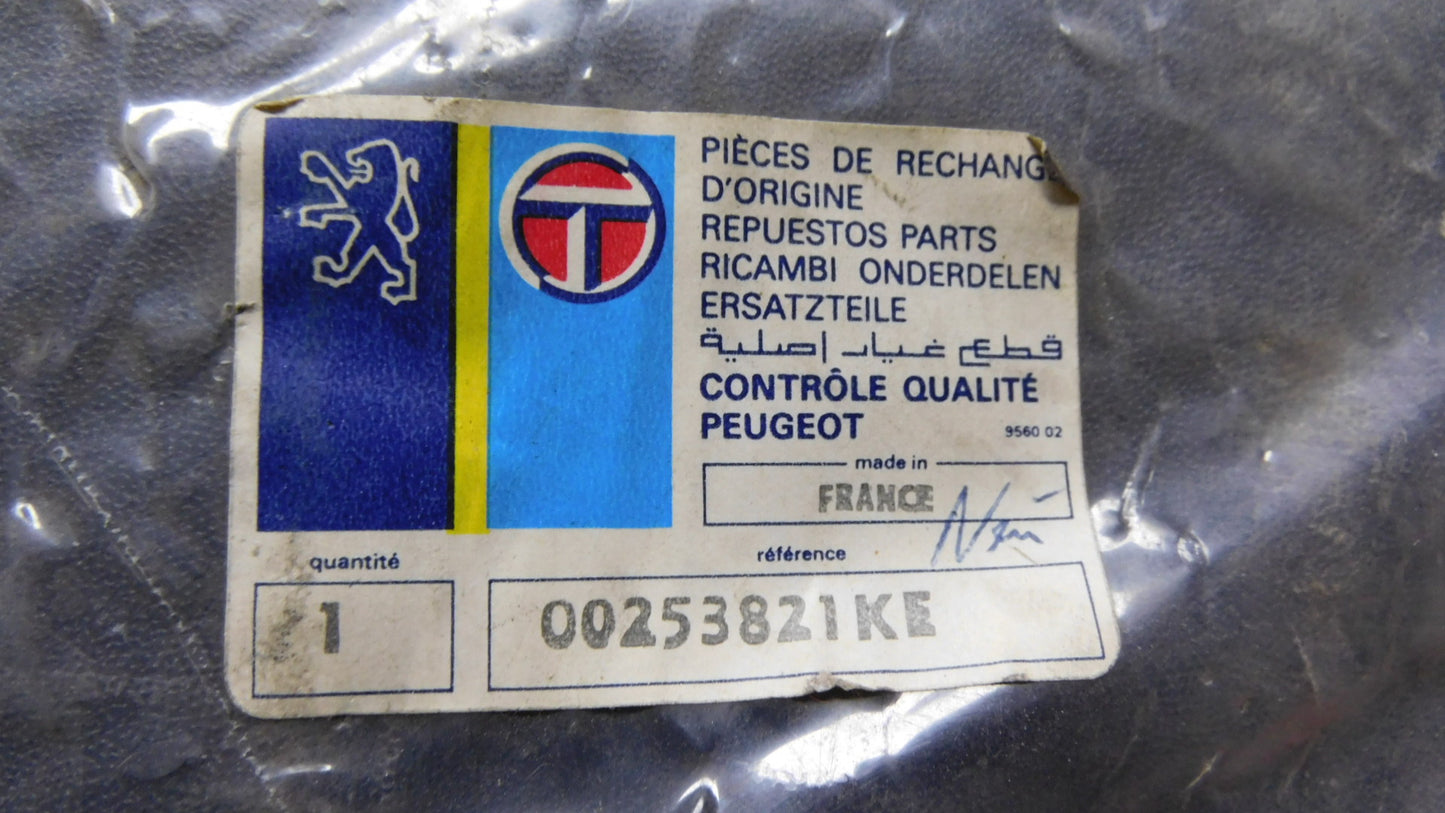 PIÈCES DE RECHANGE
D'ORIGINE
REPUESTOS PARTS
RICAMBI ONDERDELEN
ERSATZTEILE
قطع غيار اصلية
CONTRÔLE QUALITÉ
PEUGEOT 9560 02
made in
FRANCE
quantité référence
1 00253821KE